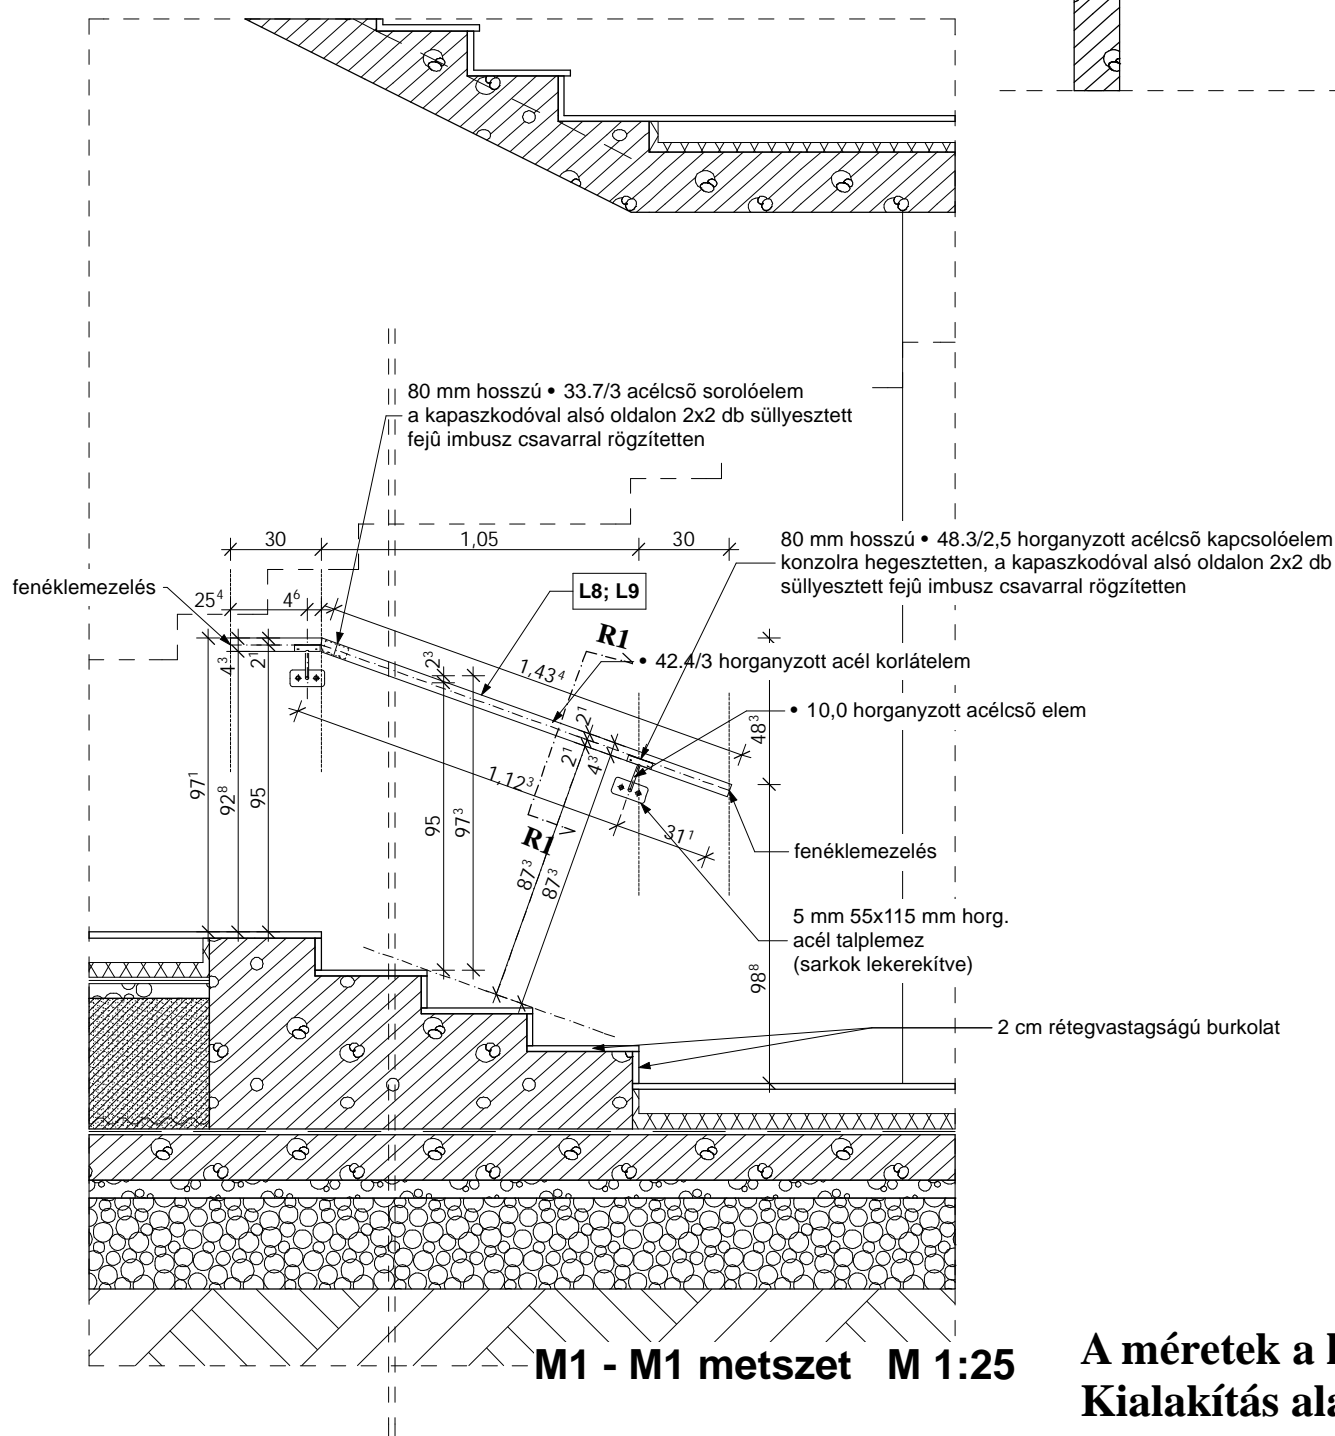 80 mm hosszú • 33.7/3 acélcsõ sorolóelem
a kapaszkodóval alsó oldalon 2x2 db süllyesztett
fejû imbusz csavarral rögzítetten
30
1,05
30
80 mm hosszú • 48.3/2,5 horganyzott acélcsõ kapcsolóelem
konzolra hegesztetten, a kapaszkodóval alsó oldalon 2x2 db
süllyesztett fejû imbusz csavarral rögzítetten
fenéklemezelés
25⁴
4⁶
L8; L9
R1
• 42.4/3 horganyzott acél korlátelem
4³
2¹
2³
1,43⁴
2¹
• 10,0 horganyzott acélcsõ elem
48³
2¹
4³
1,12³
97¹
92⁸
95
95
97³
R1
31¹
fenéklemezelés
87³
87³
5 mm 55x115 mm horg.
acél talplemez
(sarkok lekerekítve)
98⁸
2 cm rétegvastagságú burkolat
M1 - M1 metszet M 1:25
A méretek a
Kialakítás